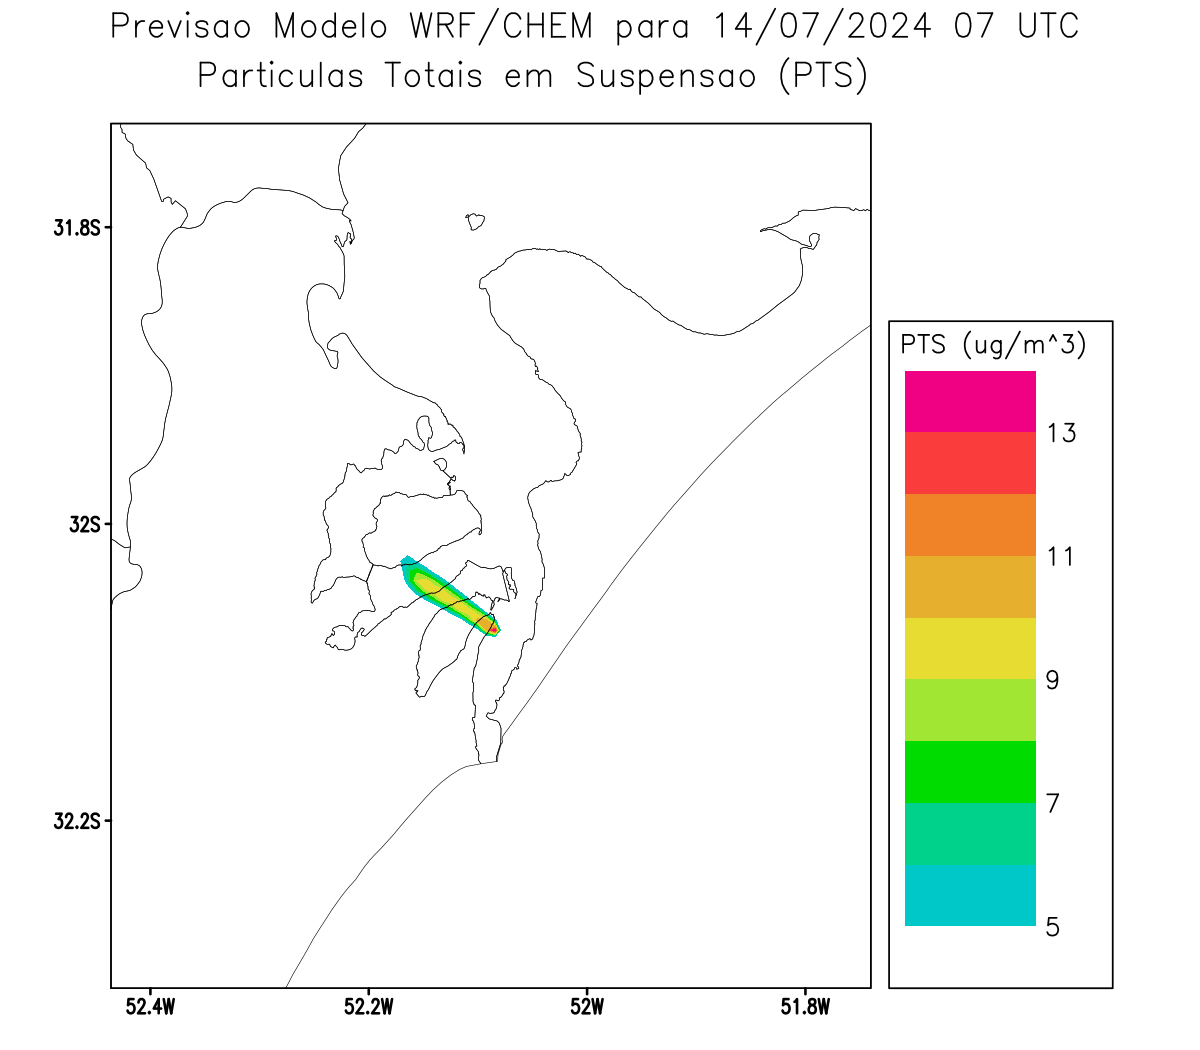 Previsao Modelo WRF/CHEM para 14/07/2024 07 UTC
Particulas Totais em Suspensao (PTS)
31.8S
32S
32.2S
52.4W
52.2W
52W
51.8W
PTS (ug/m^3)
13
11
9
7
5